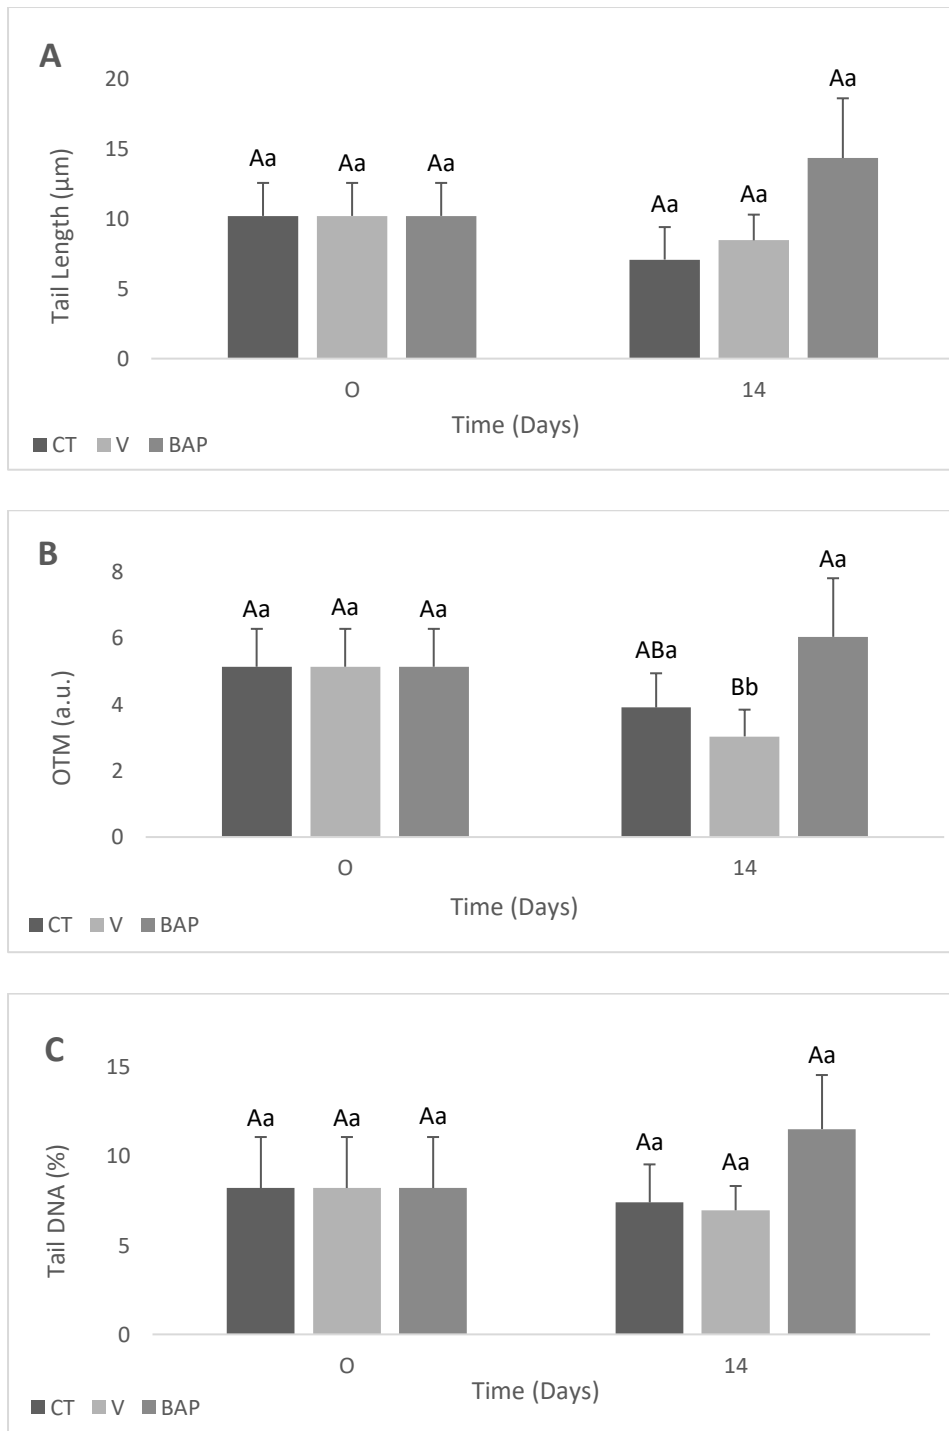 A
Tail Length (µm)
20
15
10
5
0
Aa Aa Aa Aa Aa Aa
O 14
Time (Days)
CT V BAP
B
OTM (a.u.)
8
6
4
2
0
Aa Aa Aa ABa Bb Aa
O 14
Time (Days)
CT V BAP
C
Tail DNA (%)
15
10
5
0
Aa Aa Aa Aa Aa Aa
O 14
Time (Days)
CT V BAP